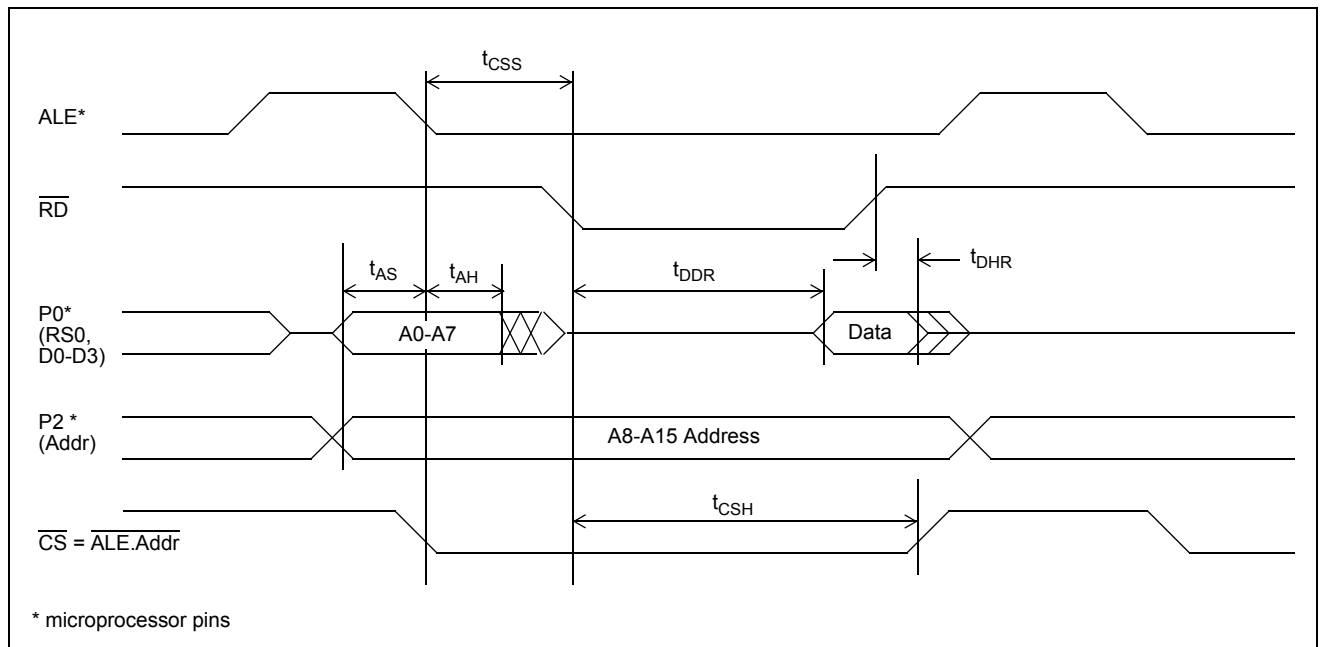 tCSS
ALE*
RD
tAS
tAH
tDDR
tDHR
P0*
(RS0,
D0-D3)
A0-A7
Data
P2 *
(Addr)
A8-A15 Address
tCSH
CS = ALE.Addr
* microprocessor pins